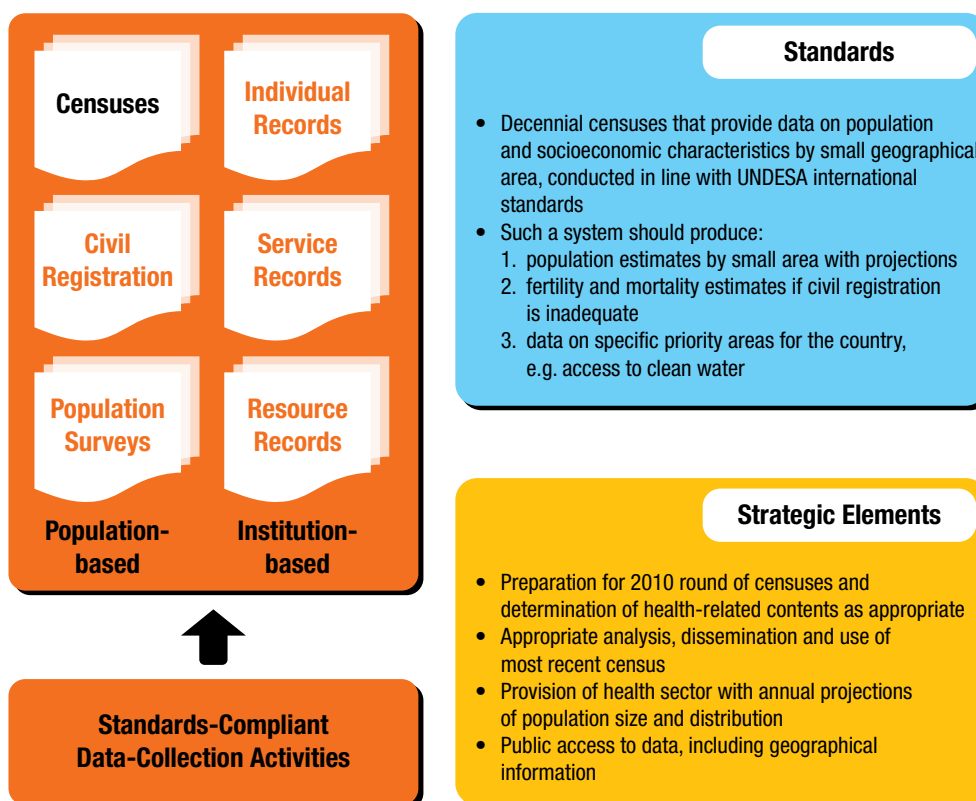 Censuses
Individual
Records
Civil
Registration
Service
Records
Population
Surveys
Resource
Records
Population-
based
Institution-
based
Standards-Compliant
Data-Collection Activities
Standards
• Decennial censuses that provide data on population
and socioeconomic characteristics by small geographical
area, conducted in line with UNDESA international
standards
• Such a system should produce:
1. population estimates by small area with projections
2. fertility and mortality estimates if civil registration
is inadequate
3. data on specific priority areas for the country,
e.g. access to clean water
Strategic Elements
• Preparation for 2010 round of censuses and
determination of health-related contents as appropriate
• Appropriate analysis, dissemination and use of
most recent census
• Provision of health sector with annual projections
of population size and distribution
• Public access to data, including geographical
information